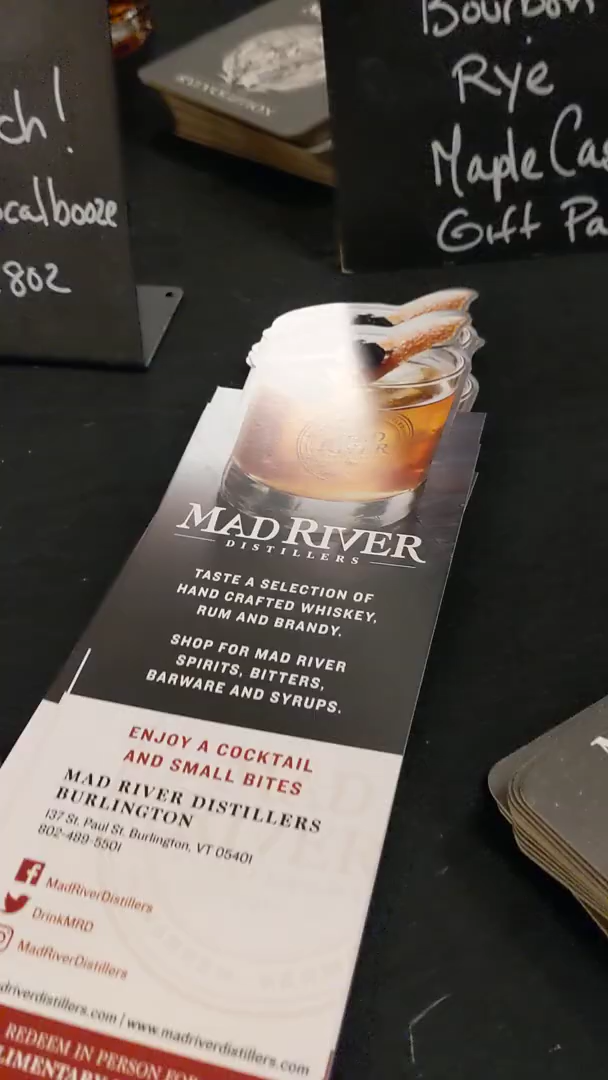 ch!
calbooze
802
Bourbon
Rye
Maple Cas
Gift Pa
MAD RIVER
DISTILLERS
TASTE A SELECTION OF
HAND CRAFTED WHISKEY,
RUM AND BRANDY.
SHOP FOR MAD RIVER
SPIRITS, BITTERS,
BARWARE AND SYRUPS.
ENJOY A COCKTAIL
AND SMALL BITES
MAD RIVER DISTILLERS
BURLINGTON
137 St. Paul St. Burlington, VT 05401
802-489-5501
MadRiverDistillers
DrinkMRD
MadRiverDistillers
driverdistillers.com | www.madriverdistillers.com
REDEEM IN PERSON FO
LIMENTARY